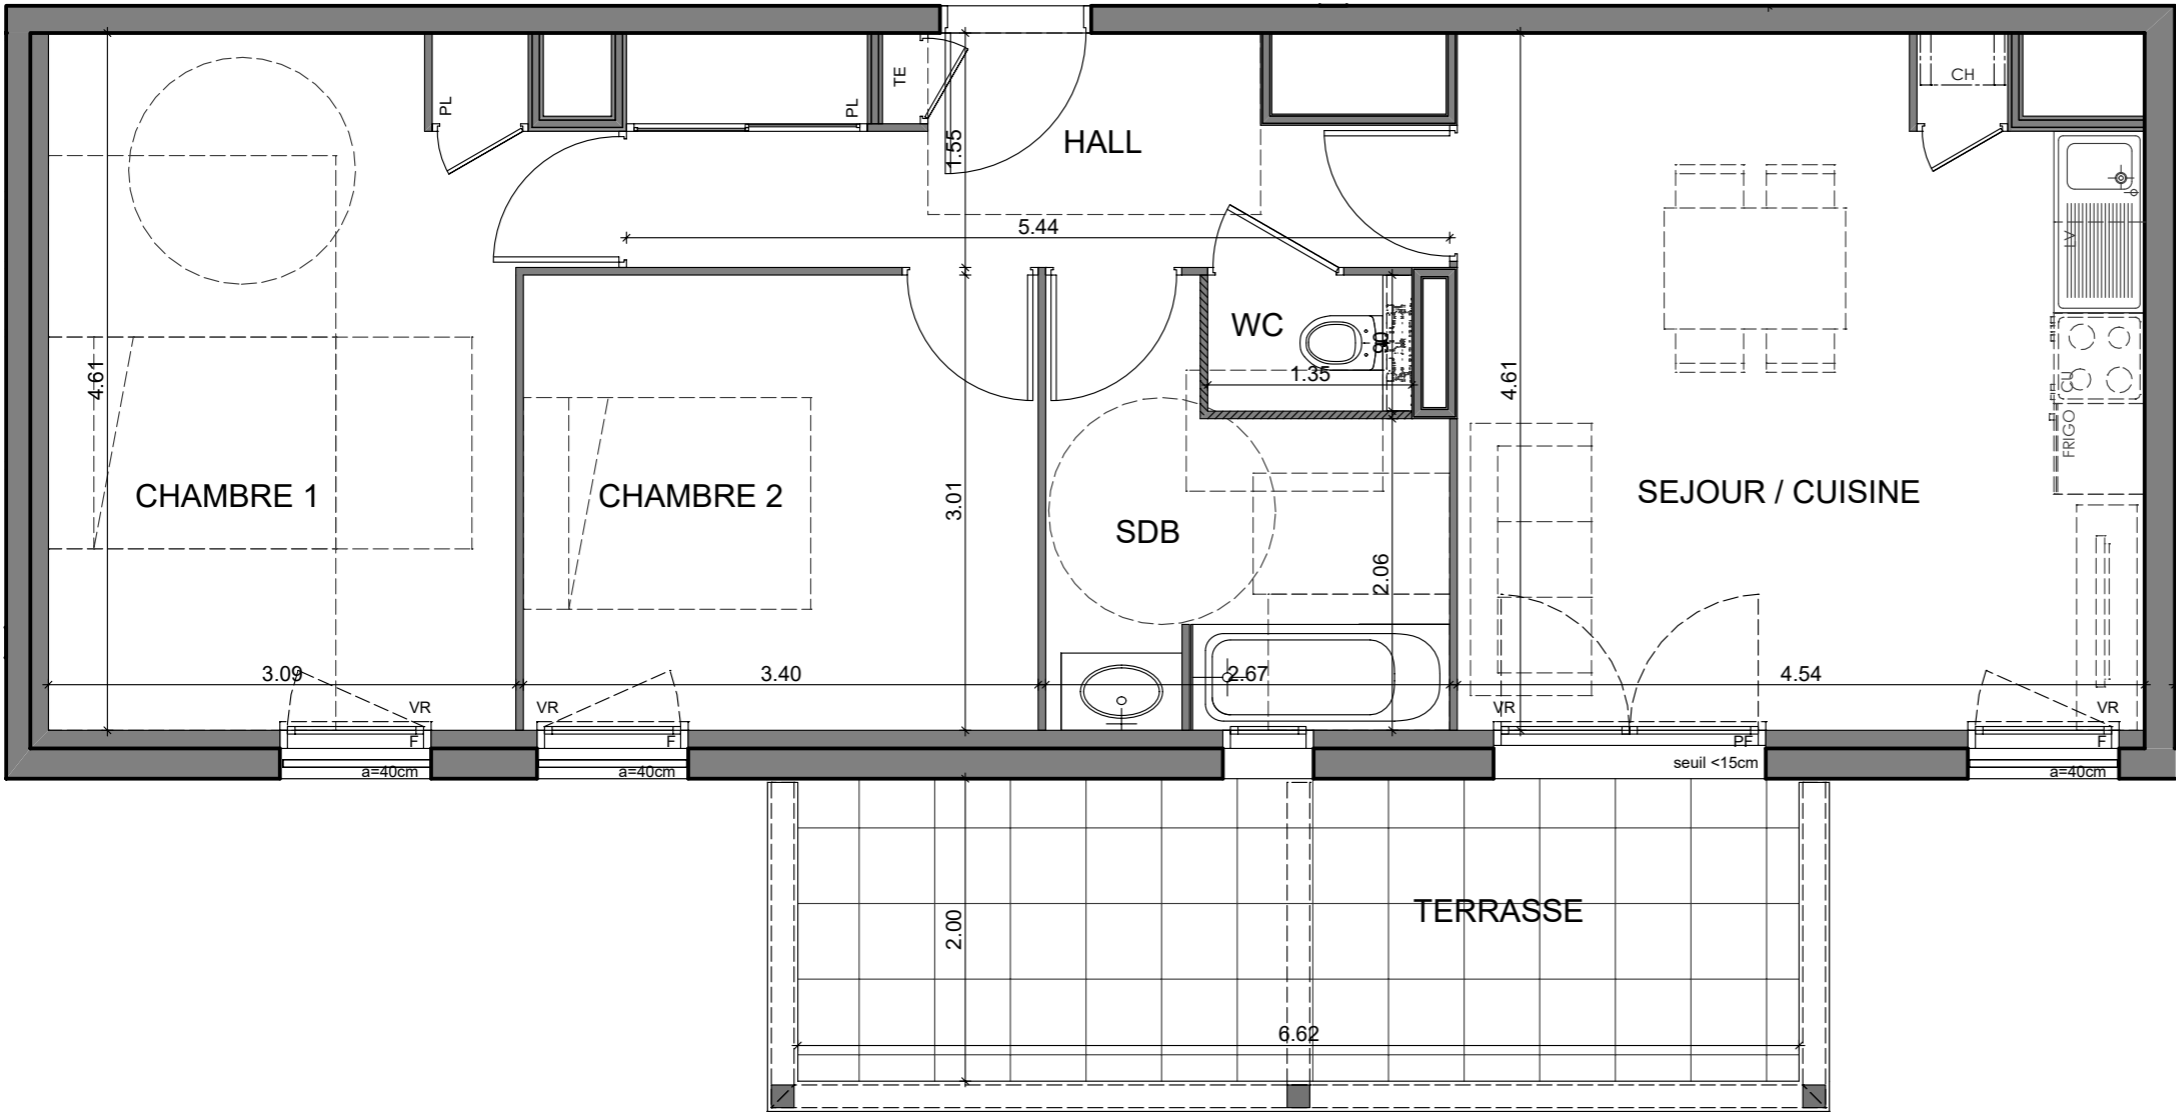 PL
PL
TE
CH
1.55
HALL
5.44
LV
WC
90
1.35
4.61
4.61
CU
FRIGO
CHAMBRE 1
CHAMBRE 2
3.01
SDB
2.06
SEJOUR / CUISINE
3.09
3.40
2.67
4.54
VR
VR
VR
VR
F
F
PF
F
a=40cm
a=40cm
seuil <15cm
a=40cm
2.00
TERRASSE
6.62